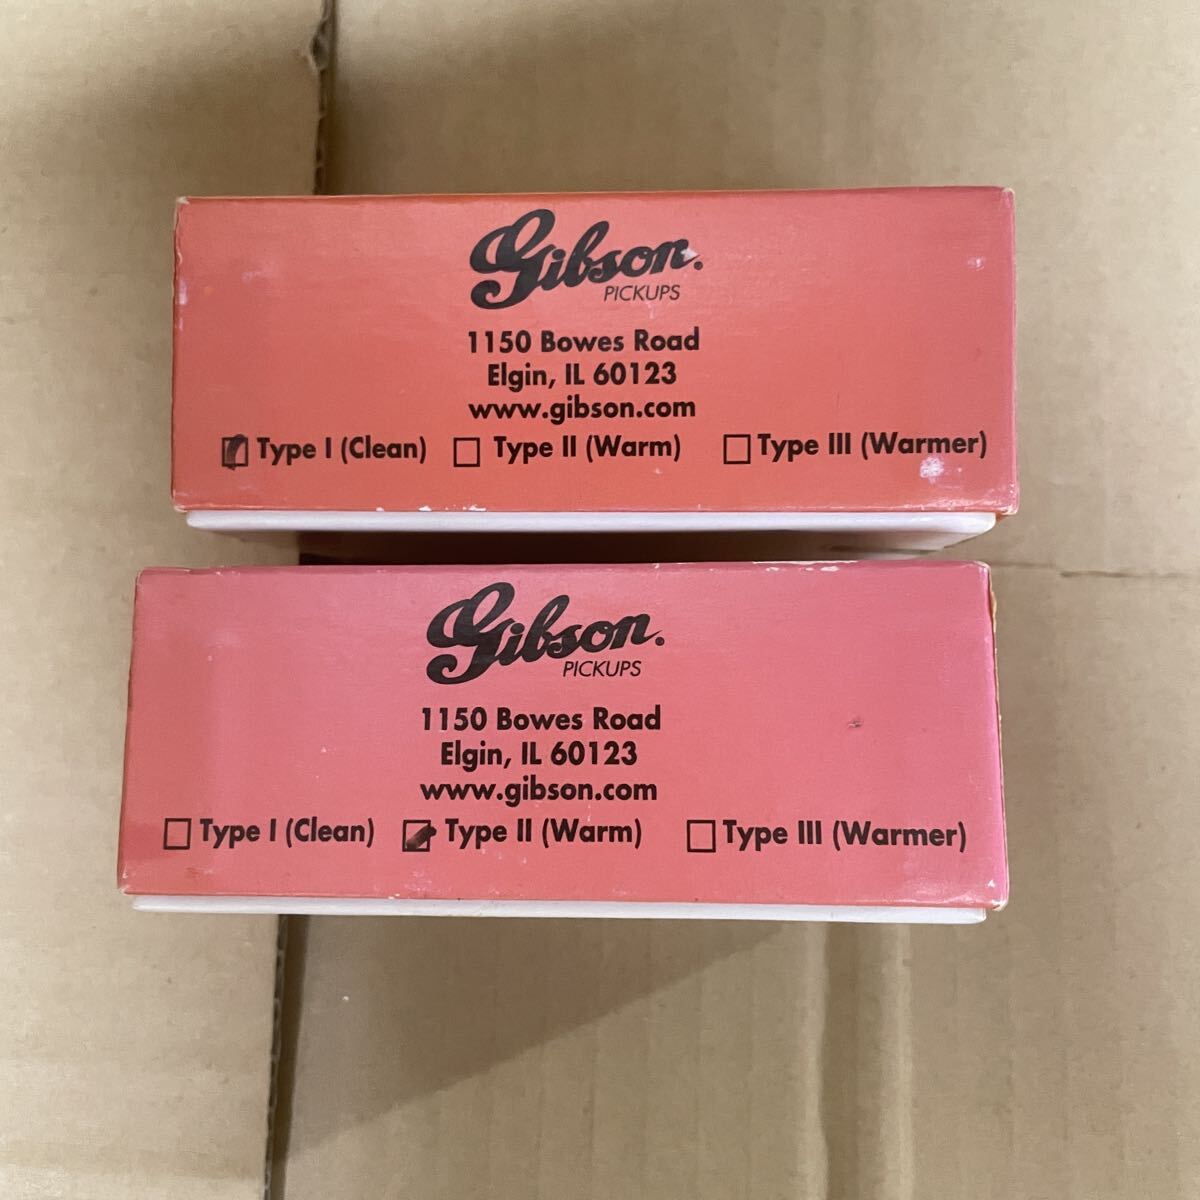 Gibson.
PICKUPS
1150 Bowes Road
Elgin, IL 60123
www.gibson.com
Type I (Clean) Type II (Warm) Type III (Warmer)
Gibson.
PICKUPS
1150 Bowes Road
Elgin, IL 60123
www.gibson.com
Type I (Clean) Type II (Warm) Type III (Warmer)